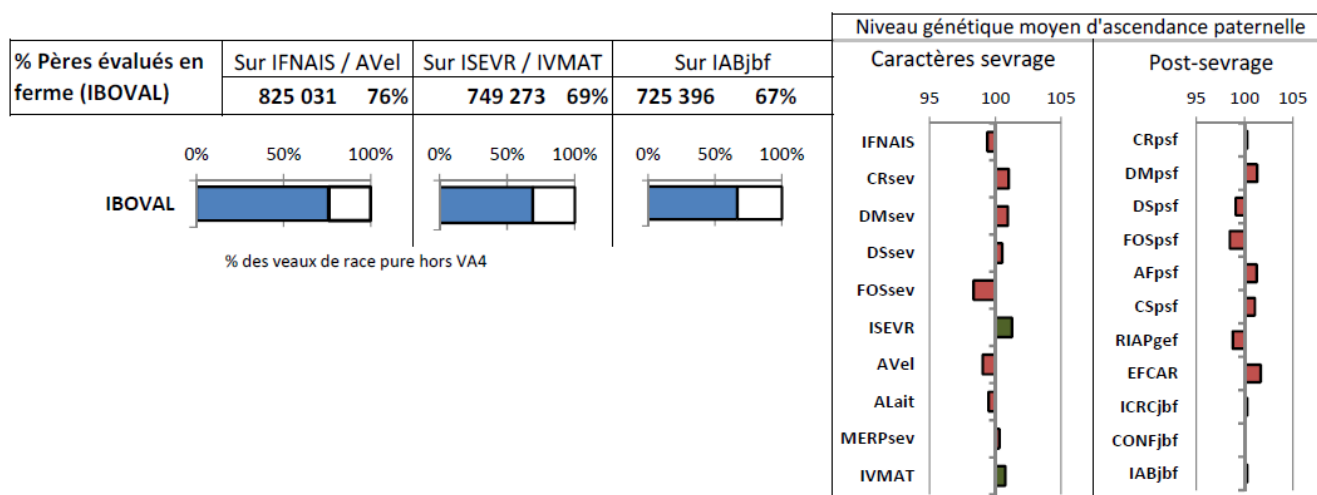 % Pères évalués en ferme (IBOVAL)
Sur IFNAIS / AVel
Sur ISEVR / IVMAT
Sur IABjbf
825 031 76%
749 273 69%
725 396 67%
0% 50% 100%
0% 50% 100%
0% 50% 100%
IBOVAL
% des veaux de race pure hors VA4
Niveau génétique moyen d'ascendance paternelle
Caractères sevrage
95 100 105
IFNAIS
CRsev
DMsev
DSsev
FOSsev
ISEVR
AVel
ALait
MERPsev
IVMAT
Post-sevrage
95 100 105
CRpsf
DMpsf
DSpsf
FOSpsf
AFpsf
CSpsf
RIAPgef
EFCAR
ICRCjbf
CONFjbf
IABjbf